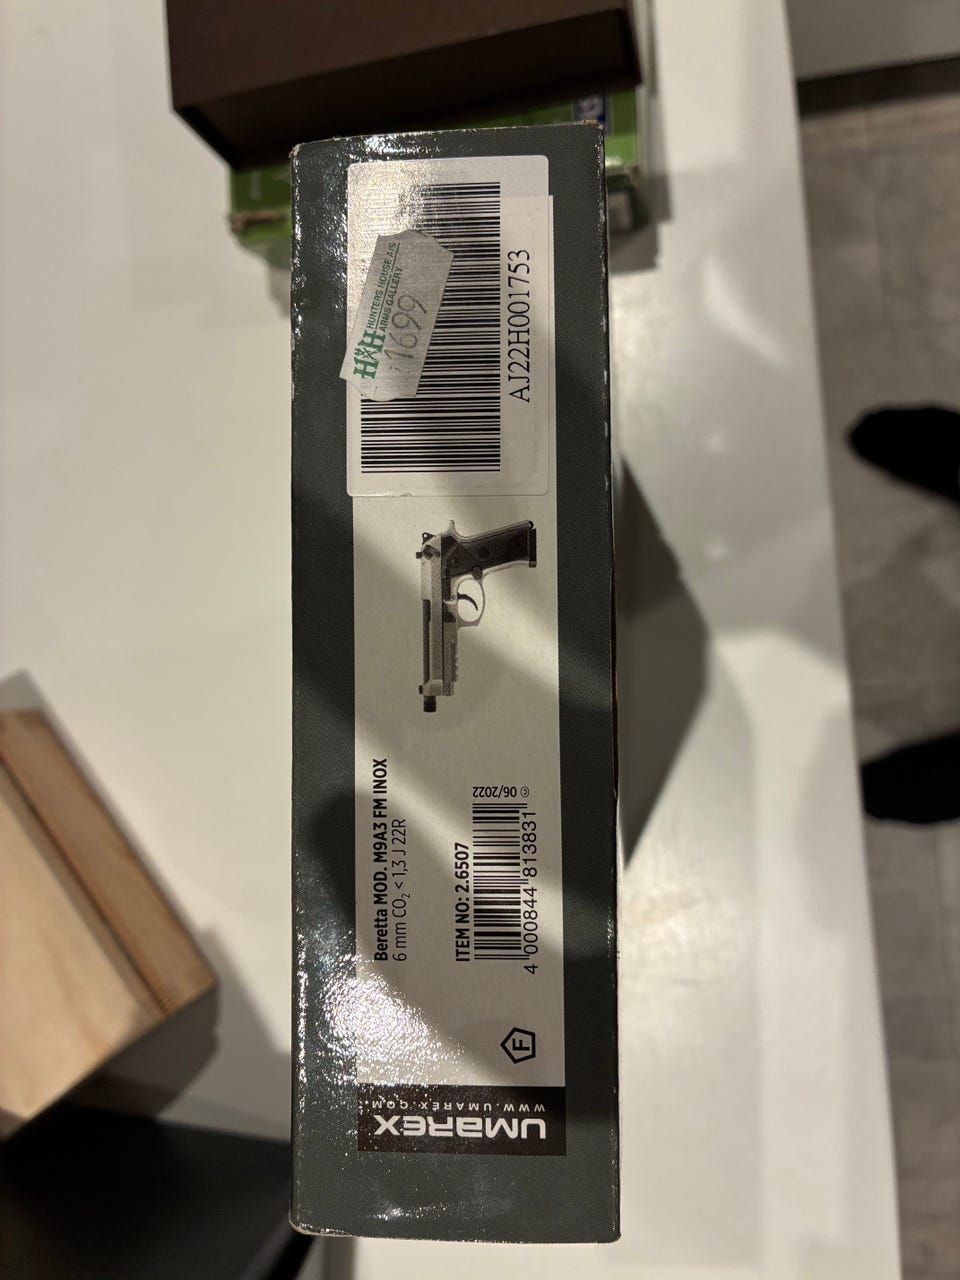 HH HUNTERS HOUSE A/S
ARMS GALLERY
1699
AJ22H001753
Beretta MOD. M9A3 FM INOX
6 mm CO₂ < 1,3 J 22R
ITEM NO: 2.6507
© 06/2022
4 000844 813831
F
UMAREX
WWW.UMAREX.COM